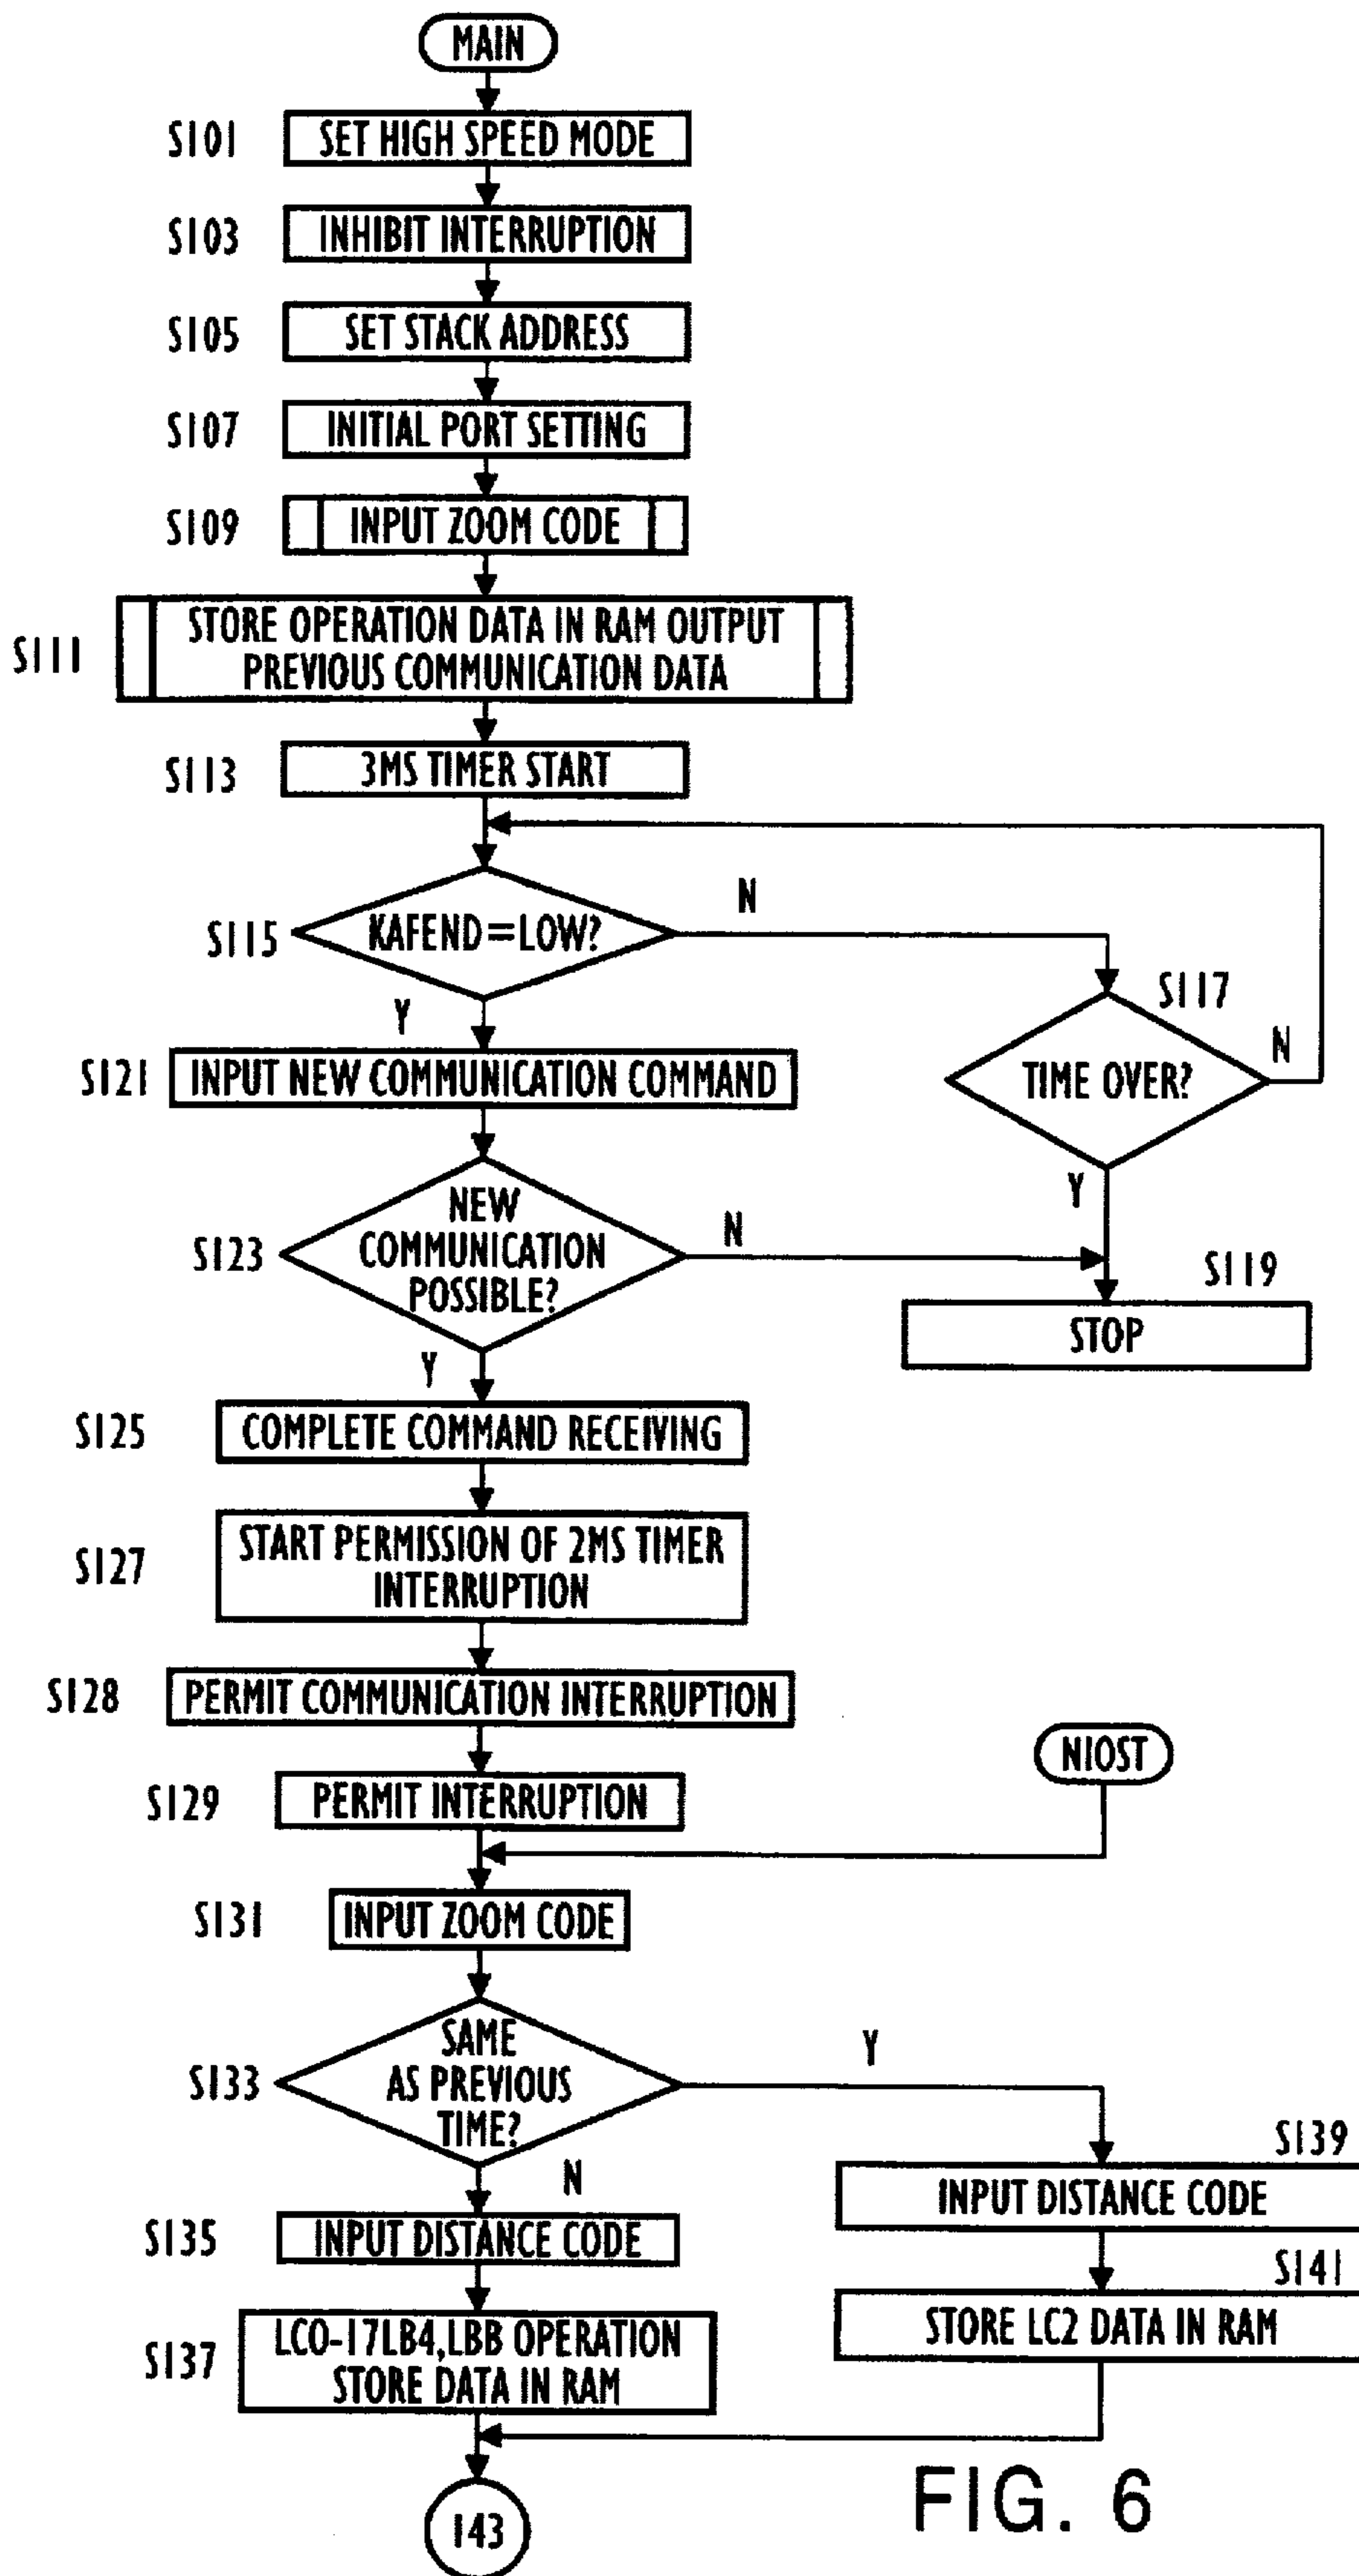 MAIN
S101
SET HIGH SPEED MODE
S103
INHIBIT INTERRUPTION
S105
SET STACK ADDRESS
S107
INITIAL PORT SETTING
S109
INPUT ZOOM CODE
S111
STORE OPERATION DATA IN RAM OUTPUT
PREVIOUS COMMUNICATION DATA
S113
3MS TIMER START
S115
KAFEND=LOW?
N
Y
S117
TIME OVER?
N
Y
S121
INPUT NEW COMMUNICATION COMMAND
S123
NEW
COMMUNICATION
POSSIBLE?
N
Y
S119
STOP
S125
COMPLETE COMMAND RECEIVING
S127
START PERMISSION OF 2MS TIMER
INTERRUPTION
S128
PERMIT COMMUNICATION INTERRUPTION
NIOST
S129
PERMIT INTERRUPTION
S131
INPUT ZOOM CODE
S133
SAME
AS PREVIOUS
TIME?
Y
N
S139
INPUT DISTANCE CODE
S135
INPUT DISTANCE CODE
S141
STORE LC2 DATA IN RAM
S137
LC0-17LB4,LBB OPERATION
STORE DATA IN RAM
143
FIG. 6